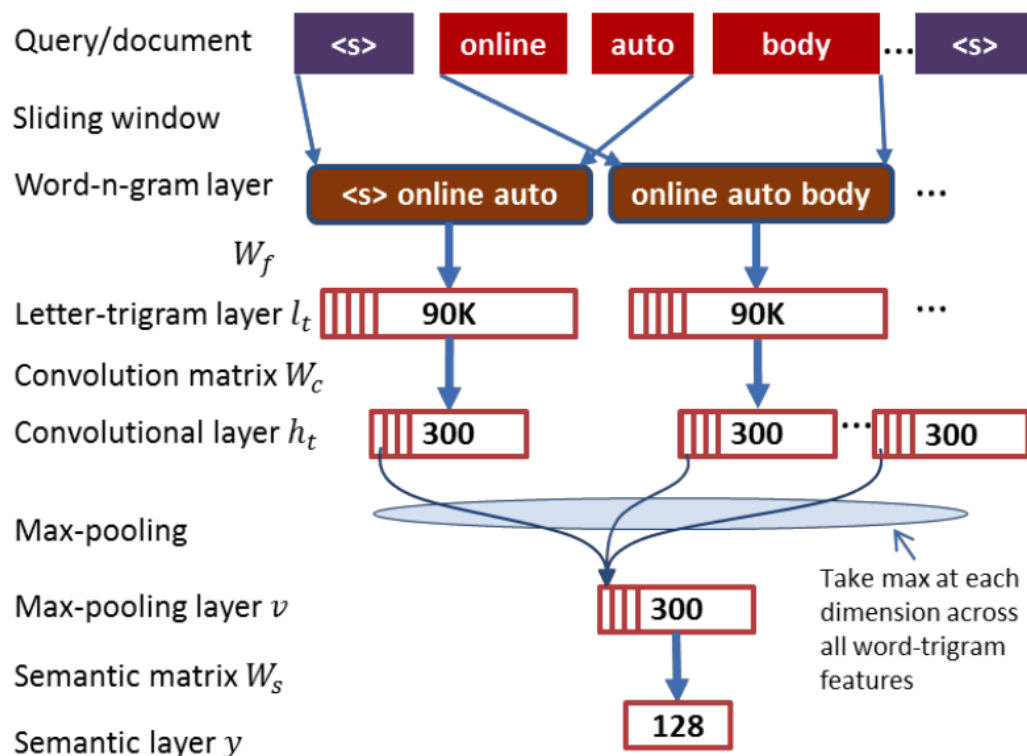 Query/document <s> online auto body ... <s>
Sliding window
Word-n-gram layer <s> online auto online auto body ...
W_f
Letter-trigram layer l_t 90K 90K ...
Convolution matrix W_c
Convolutional layer h_t 300 300 ... 300
Max-pooling
Take max at each
dimension across
all word-trigram
features
Max-pooling layer v 300
Semantic matrix W_s
Semantic layer y 128